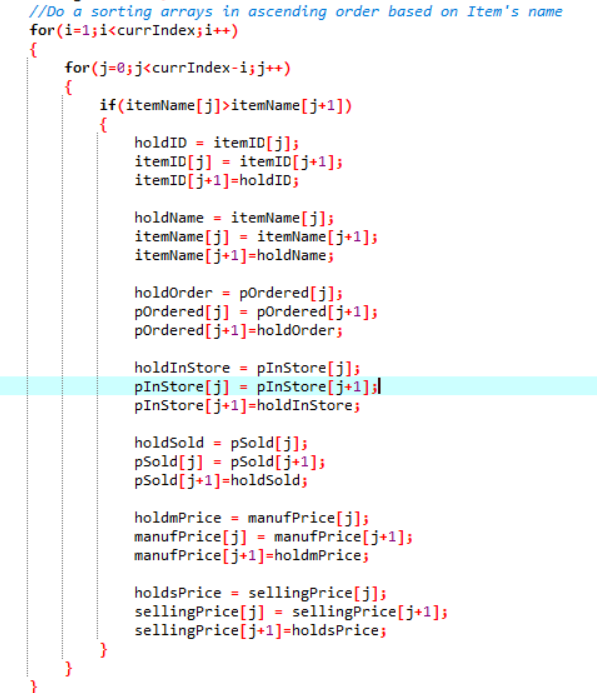 //Do a sorting arrays in ascending order based on Item's name
for(i=1;i<currIndex;i++)
{
for(j=0;j<currIndex-i;j++)
{
if(itemName[j]>itemName[j+1])
{
holdID = itemID[j];
itemID[j] = itemID[j+1];
itemID[j+1]=holdID;
holdName = itemName[j];
itemName[j] = itemName[j+1];
itemName[j+1]=holdName;
holdOrder = pOrdered[j];
pOrdered[j] = pOrdered[j+1];
pOrdered[j+1]=holdOrder;
holdInStore = pInStore[j];
pInStore[j] = pInStore[j+1];
pInStore[j+1]=holdInStore;
holdSold = pSold[j];
pSold[j] = pSold[j+1];
pSold[j+1]=holdSold;
holdmPrice = manufPrice[j];
manufPrice[j] = manufPrice[j+1];
manufPrice[j+1]=holdmPrice;
holdsPrice = sellingPrice[j];
sellingPrice[j] = sellingPrice[j+1];
sellingPrice[j+1]=holdsPrice;
}
}
}